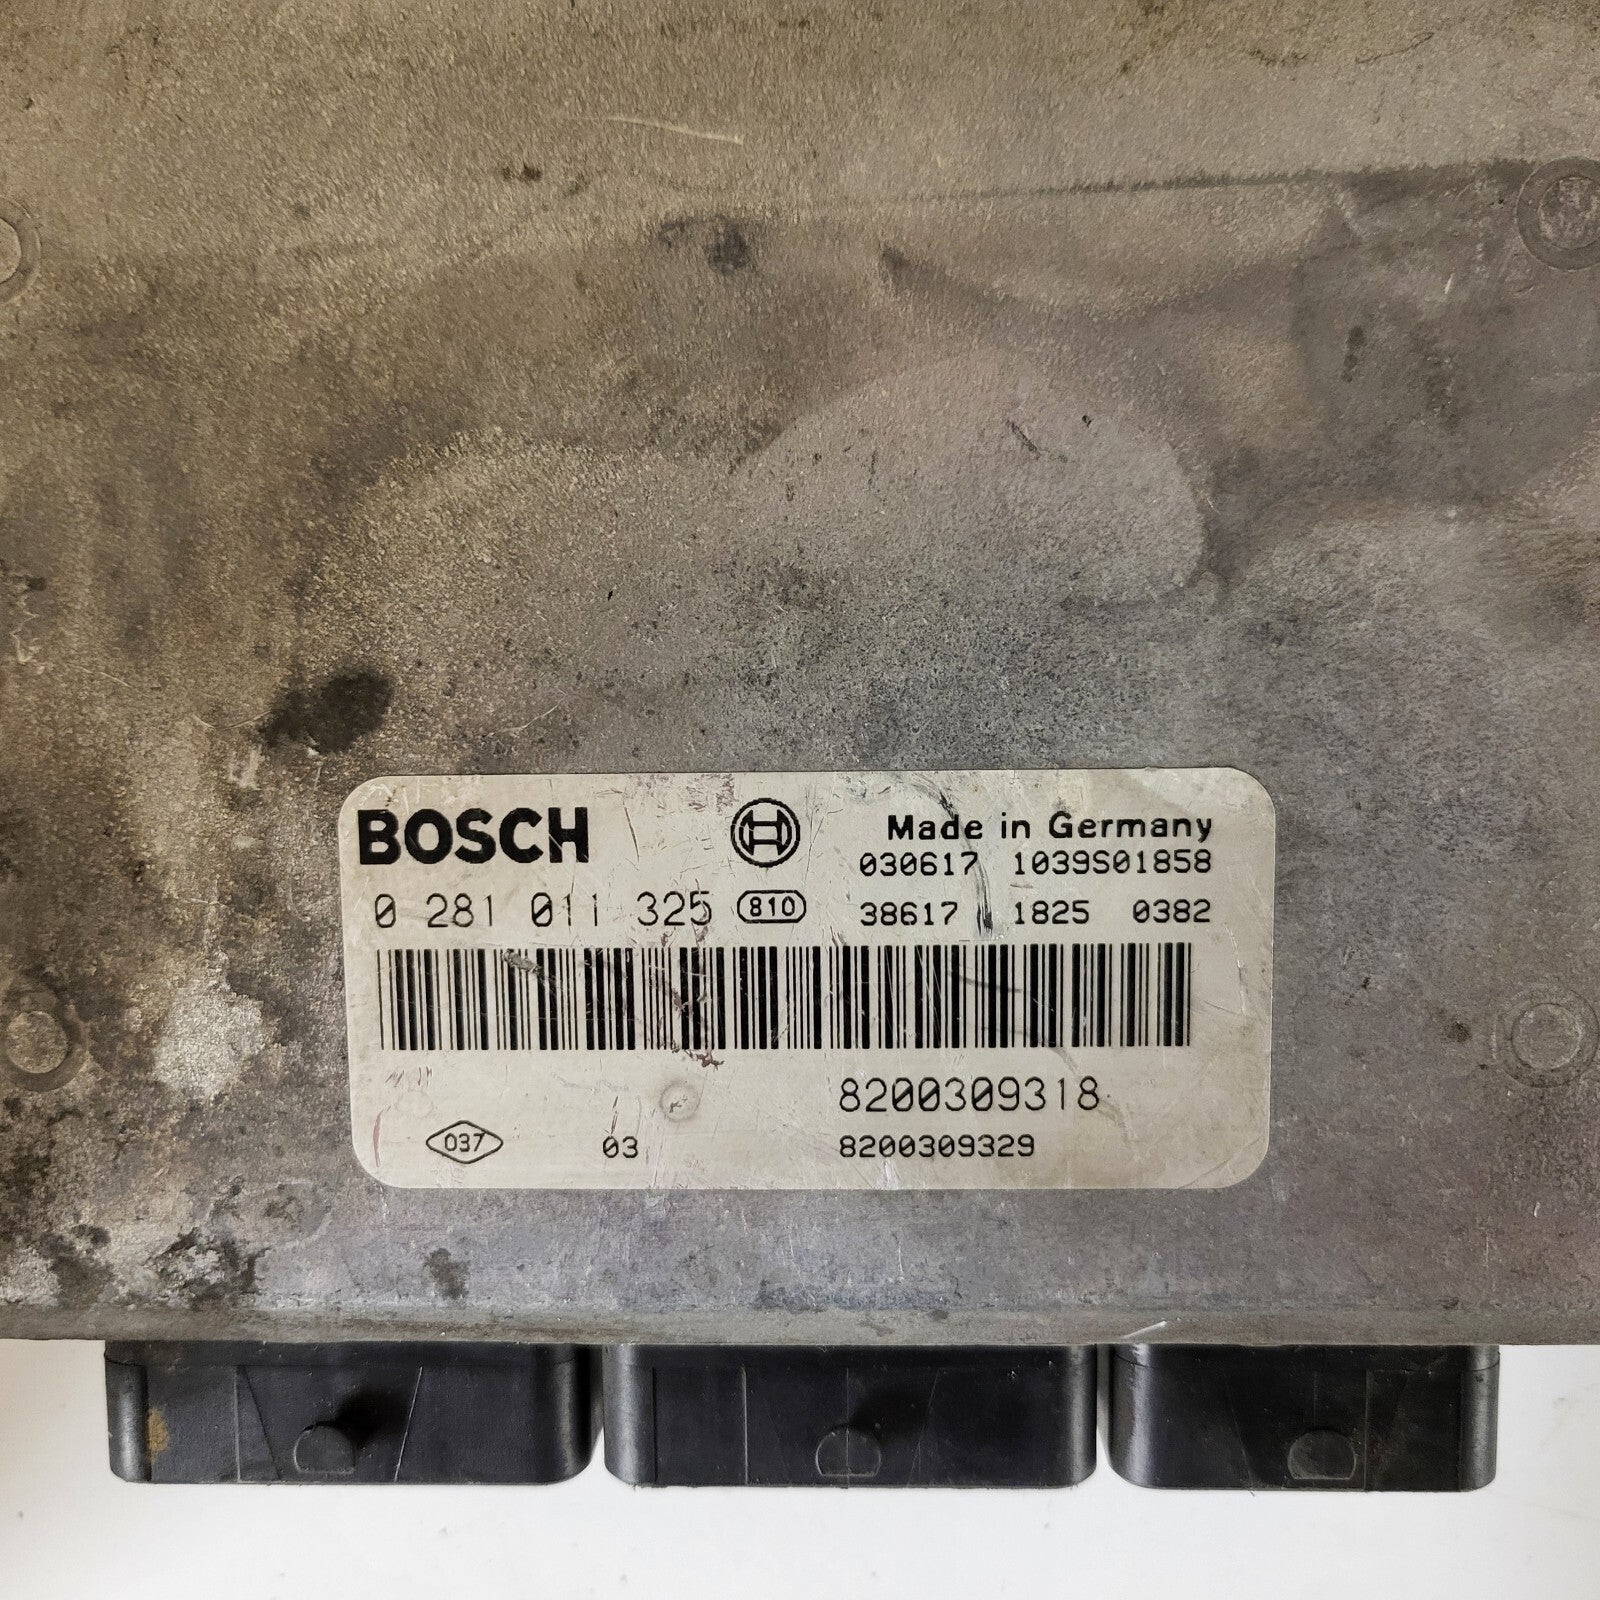 BOSCH
Made in Germany
030617 1039S01858
0 281 011 325 810
38617 1825 0382
8200309318
037 03 8200309329